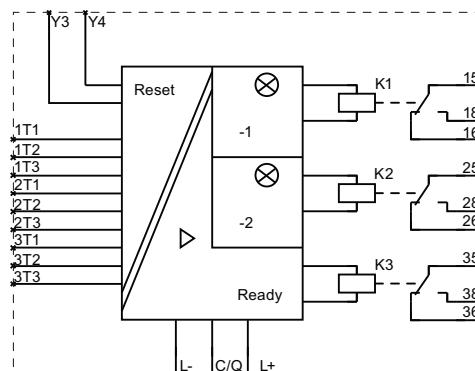 Y3 Y4
Reset
K1
15
18
16
-1
1T1
1T2
1T3
2T1
2T2
2T3
3T1
3T2
3T3
K2
25
28
26
-2
K3
35
38
36
Ready
L- C/Q L+